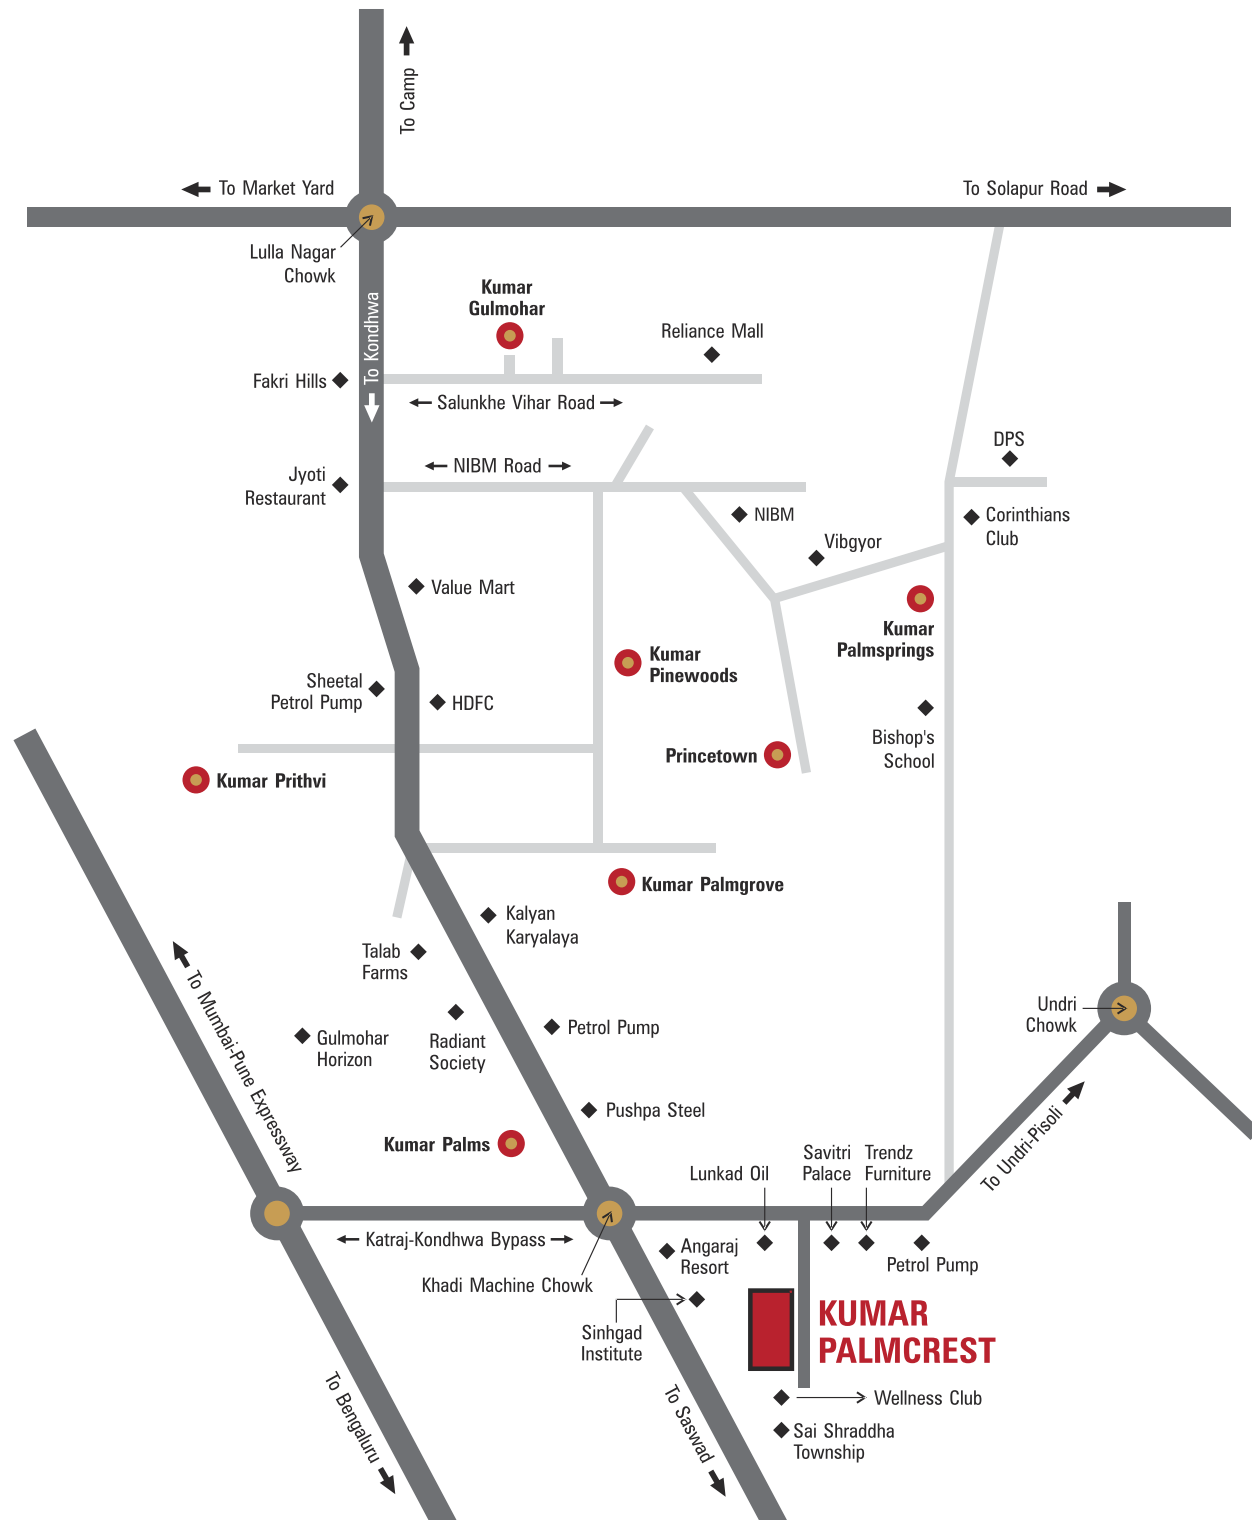 To Camp
To Market Yard
To Solapur Road
Lulla Nagar
Chowk
Kumar
Gulmohar
To Kondhwa
Reliance Mall
Fakri Hills
Salunkhe Vihar Road
DPS
NIBM Road
Jyoti
Restaurant
NIBM
Corinthians
Club
Vibgyor
Value Mart
Kumar
Palmsprings
Kumar
Pinewoods
Sheetal
Petrol Pump
HDFC
Bishop's
School
Princetown
Kumar Prithvi
Kumar Palmgrove
Kalyan
Karyalaya
Talab
Farms
To Mumbai-Pune Expressway
Undri
Chowk
Gulmohar
Horizon
Radiant
Society
Petrol Pump
Pushpa Steel
To Undri-Pisoli
Kumar Palms
Lunkad Oil
Savitri
Palace
Trendz
Furniture
Katraj-Kondhwa Bypass
Angaraj
Resort
Petrol Pump
Khadi Machine Chowk
KUMAR
PALMCREST
Sinhgad
Institute
To Bengaluru
To Saswad
Wellness Club
Sai Shraddha
Township